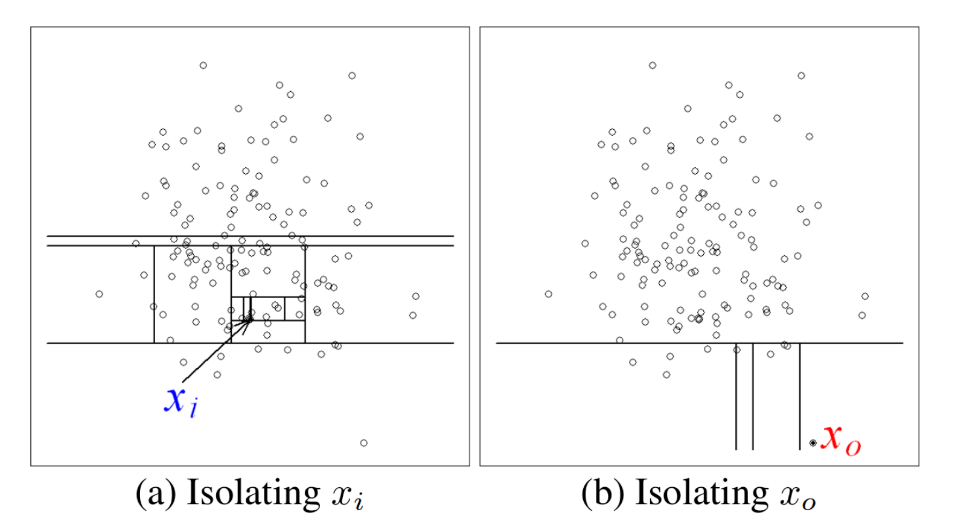 x_i
x_o
(a) Isolating x_i
(b) Isolating x_o